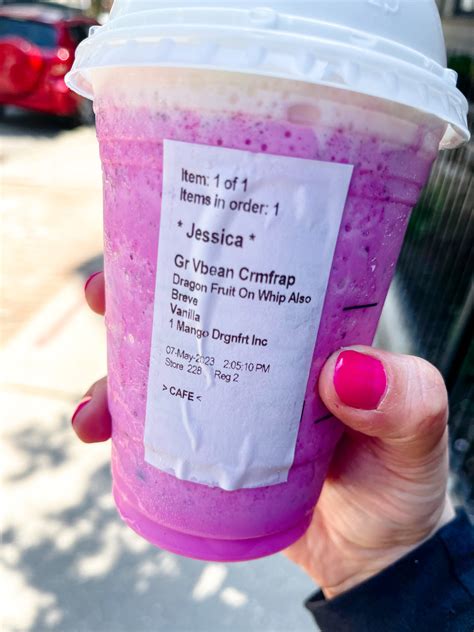 Item: 1 of 1
Items in order: 1
* Jessica *
Gr Vbean Crmfrap
Dragon Fruit On Whip Also
Breve
Vanilla
1 Mango Drgnfrt Inc
07-May-2023 2:05:10 PM
Store 228 Reg 2
> CAFE <